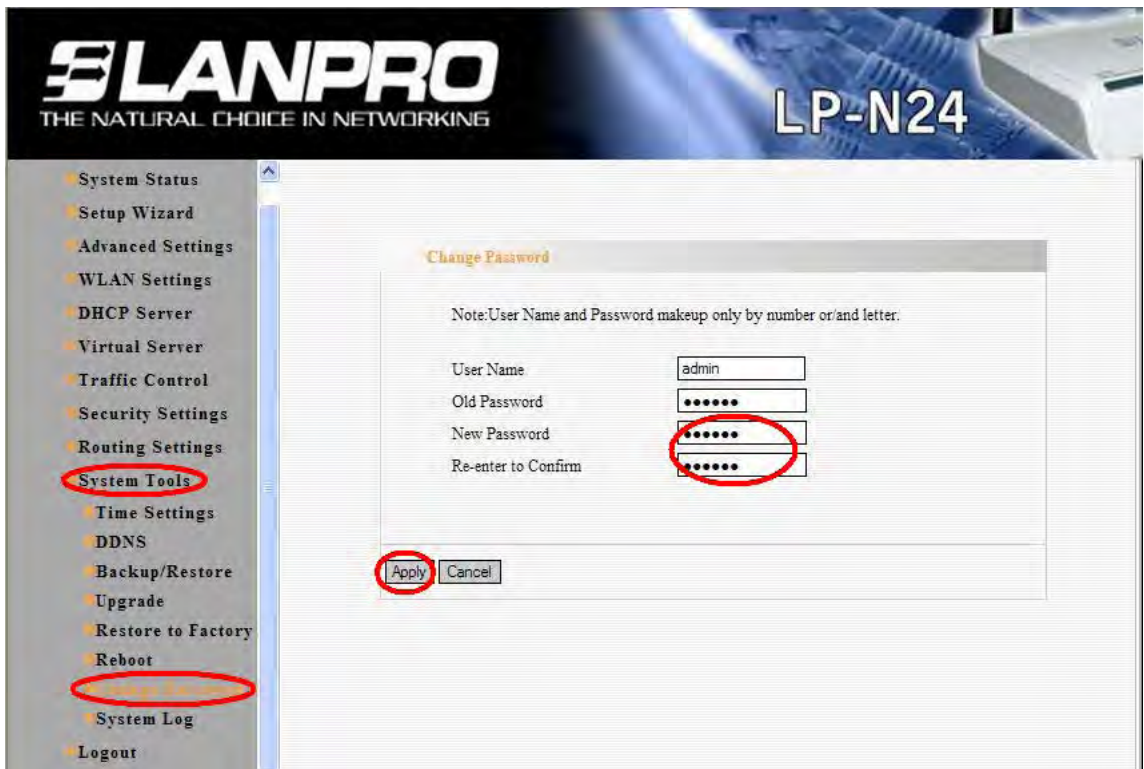 LANPRO
THE NATURAL CHOICE IN NETWORKING
LP-N24
System Status
Setup Wizard
Advanced Settings
WLAN Settings
DHCP Server
Virtual Server
Traffic Control
Security Settings
Routing Settings
System Tools
Time Settings
DDNS
Backup/Restore
Upgrade
Restore to Factory
Reboot
System Log
Logout
Change Password
Note:User Name and Password makeup only by number or/and letter.
User Name admin
Old Password ●●●●●●
New Password ●●●●●●
Re-enter to Confirm ●●●●●●
Apply Cancel